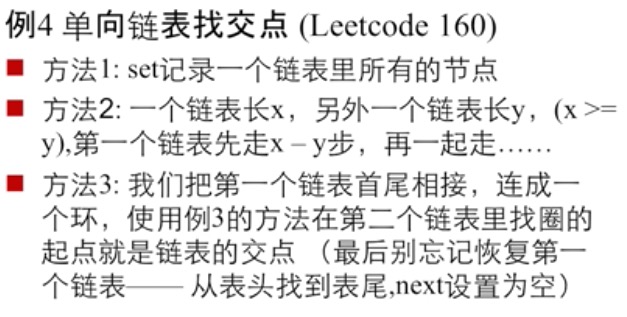 例4 单向链表找交点 (Leetcode 160)
■ 方法1: set记录一个链表里所有的节点
■ 方法2: 一个链表长x，另外一个链表长y，(x >=
y),第一个链表先走x – y步，再一起走……
■ 方法3: 我们把第一个链表首尾相接，连成一
个环，使用例3的方法在第二个链表里找圈的
起点就是链表的交点 （最后别忘记恢复第一
个链表—— 从表头找到表尾,next设置为空）